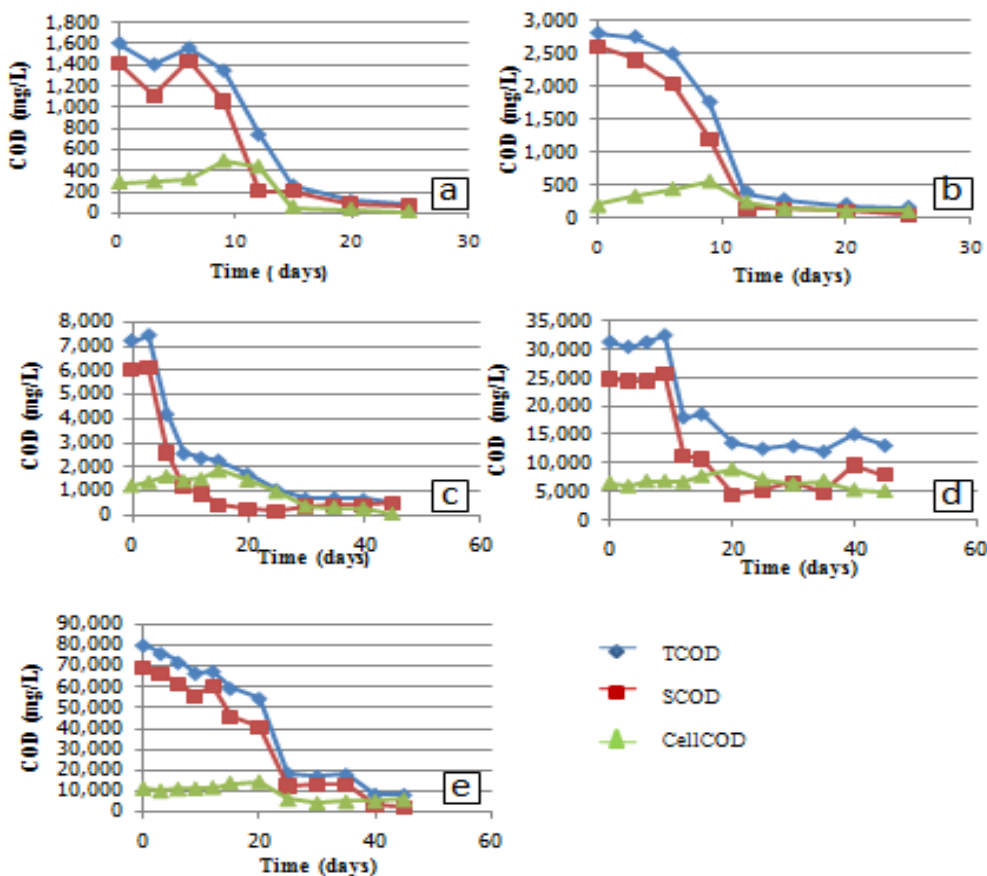 COD (mg/L)
1,800
1,600
1,400
1,200
1,000
800
600
400
200
0
0 10 20 30
Time ( days)
a
COD (mg/L)
3,000
2,500
2,000
1,500
1,000
500
0
0 10 20 30
Time (days)
b
COD (mg/L)
8,000
7,000
6,000
5,000
4,000
3,000
2,000
1,000
0
0 20 40 60
Time (days)
c
COD (mg/L)
35,000
30,000
25,000
20,000
15,000
10,000
5,000
0
0 20 40 60
Time (days)
d
COD (mg/L)
90,000
80,000
70,000
60,000
50,000
40,000
30,000
20,000
10,000
0
0 20 40 60
Time (days)
e
TCOD
SCOD
CellCOD